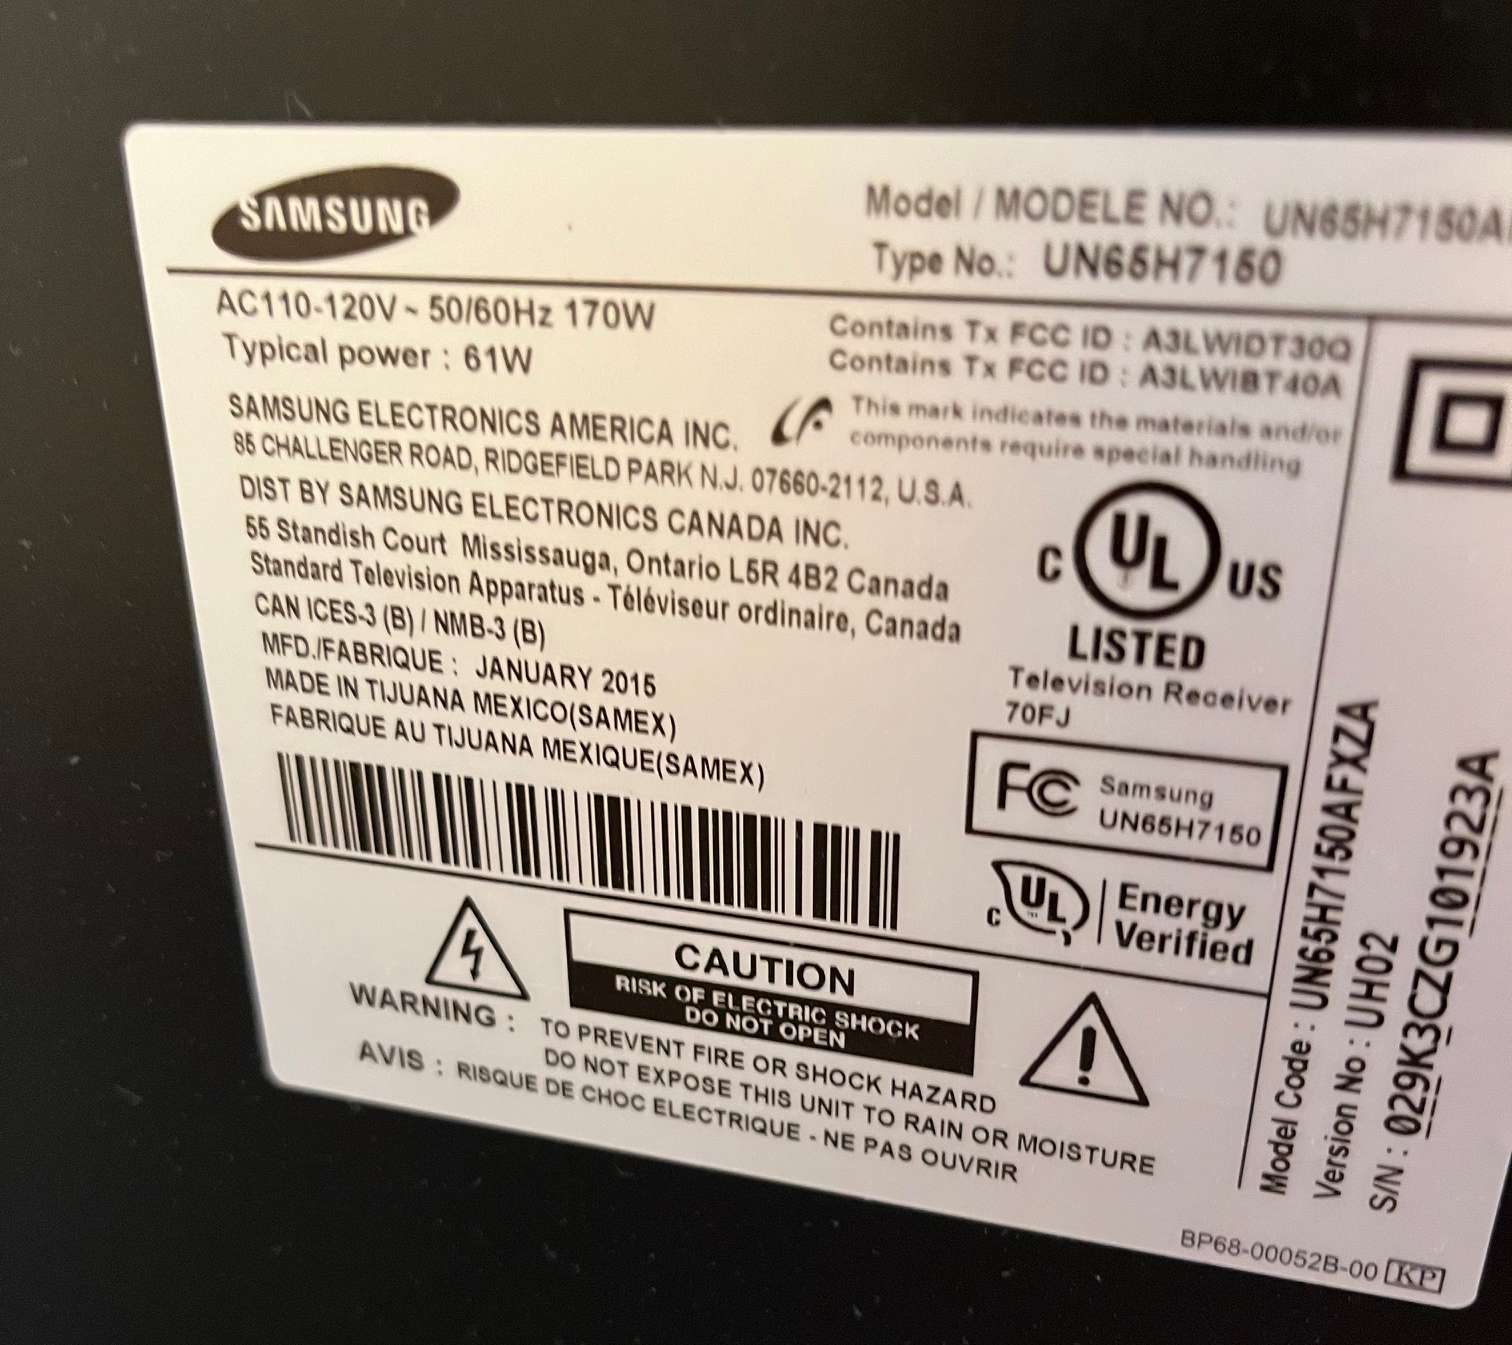 SAMSUNG
Model / MODELE NO.: UN65H7150A
Type No.: UN65H7150
AC110-120V ~ 50/60Hz 170W
Typical power : 61W
Contains Tx FCC ID : A3LWIDT30Q
Contains Tx FCC ID : A3LWIBT40A
This mark indicates the materials and/or
components require special handling
SAMSUNG ELECTRONICS AMERICA INC.
85 CHALLENGER ROAD, RIDGEFIELD PARK N.J. 07660-2112, U.S.A.
DIST BY SAMSUNG ELECTRONICS CANADA INC.
55 Standish Court Mississauga, Ontario L5R 4B2 Canada
Standard Television Apparatus - Téléviseur ordinaire, Canada
CAN ICES-3 (B) / NMB-3 (B)
MFD./FABRIQUE : JANUARY 2015
MADE IN TIJUANA MEXICO(SAMEX)
FABRIQUE AU TIJUANA MEXIQUE(SAMEX)
C UL US
LISTED
Television Receiver
70FJ
FC Samsung
UN65H7150
C UL Energy
Verified
CAUTION
RISK OF ELECTRIC SHOCK
DO NOT OPEN
WARNING : TO PREVENT FIRE OR SHOCK HAZARD
DO NOT EXPOSE THIS UNIT TO RAIN OR MOISTURE
AVIS : RISQUE DE CHOC ELECTRIQUE - NE PAS OUVRIR
Model Code : UN65H7150AFXZA
Version No : UH02
S/N : 029K3CZG101923A
BP68-00052B-00 KP